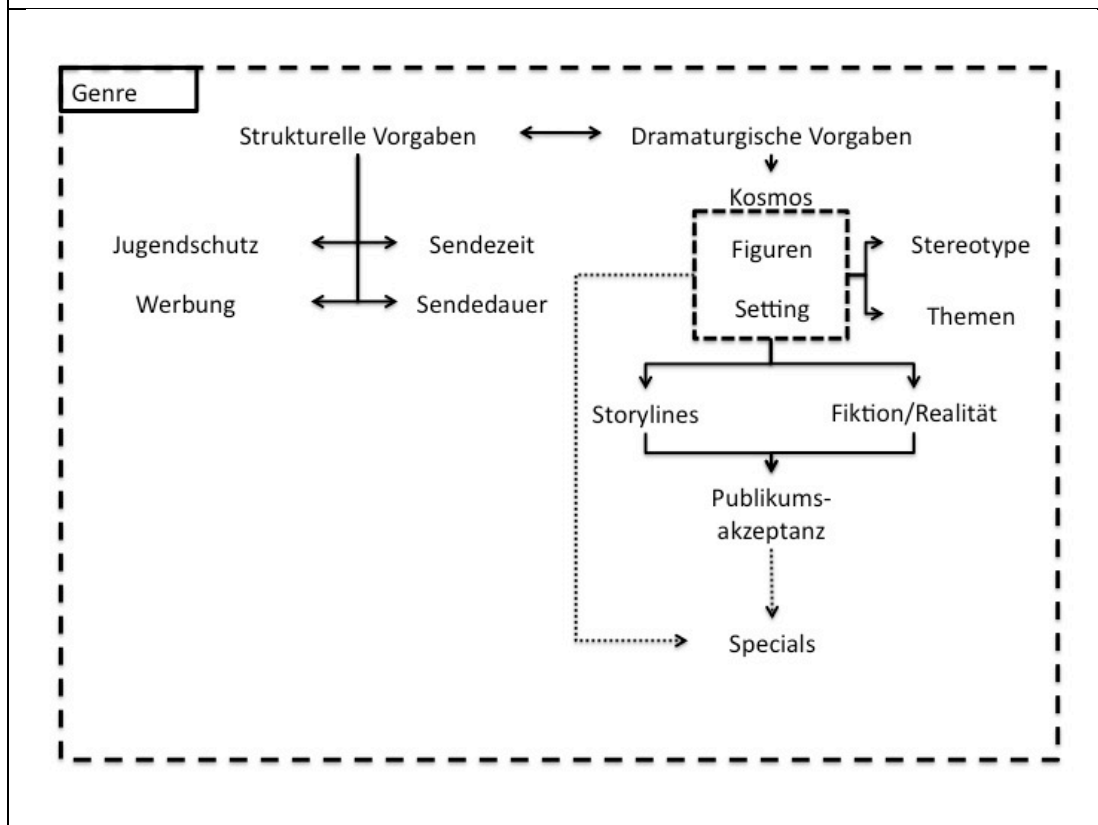 Genre
Strukturelle Vorgaben
Dramaturgische Vorgaben
Kosmos
Jugendschutz
Sendezeit
Figuren
Stereotype
Werbung
Sendedauer
Setting
Themen
Storylines
Fiktion/Realität
Publikums-
akzeptanz
Specials